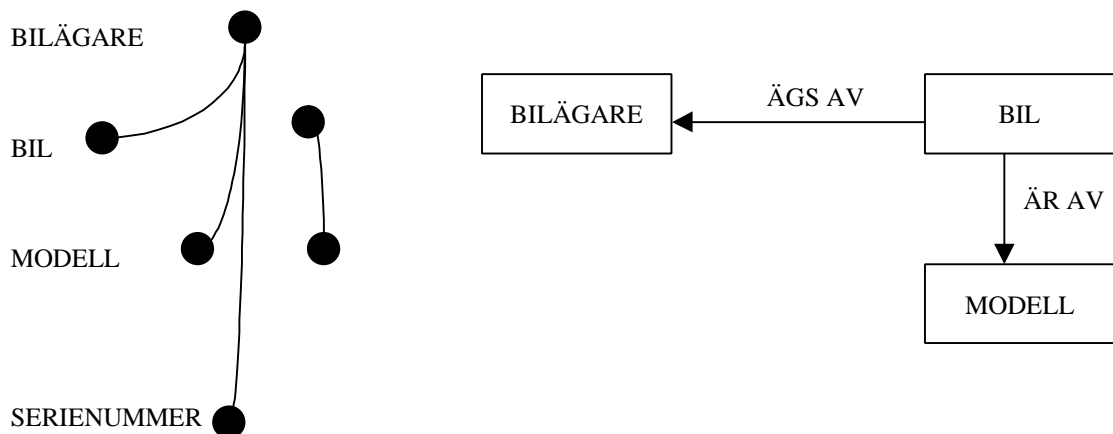 BILÄGARE
BIL
MODELL
SERIENUMMER
BILÄGARE
ÄGS AV
BIL
ÄR AV
MODELL